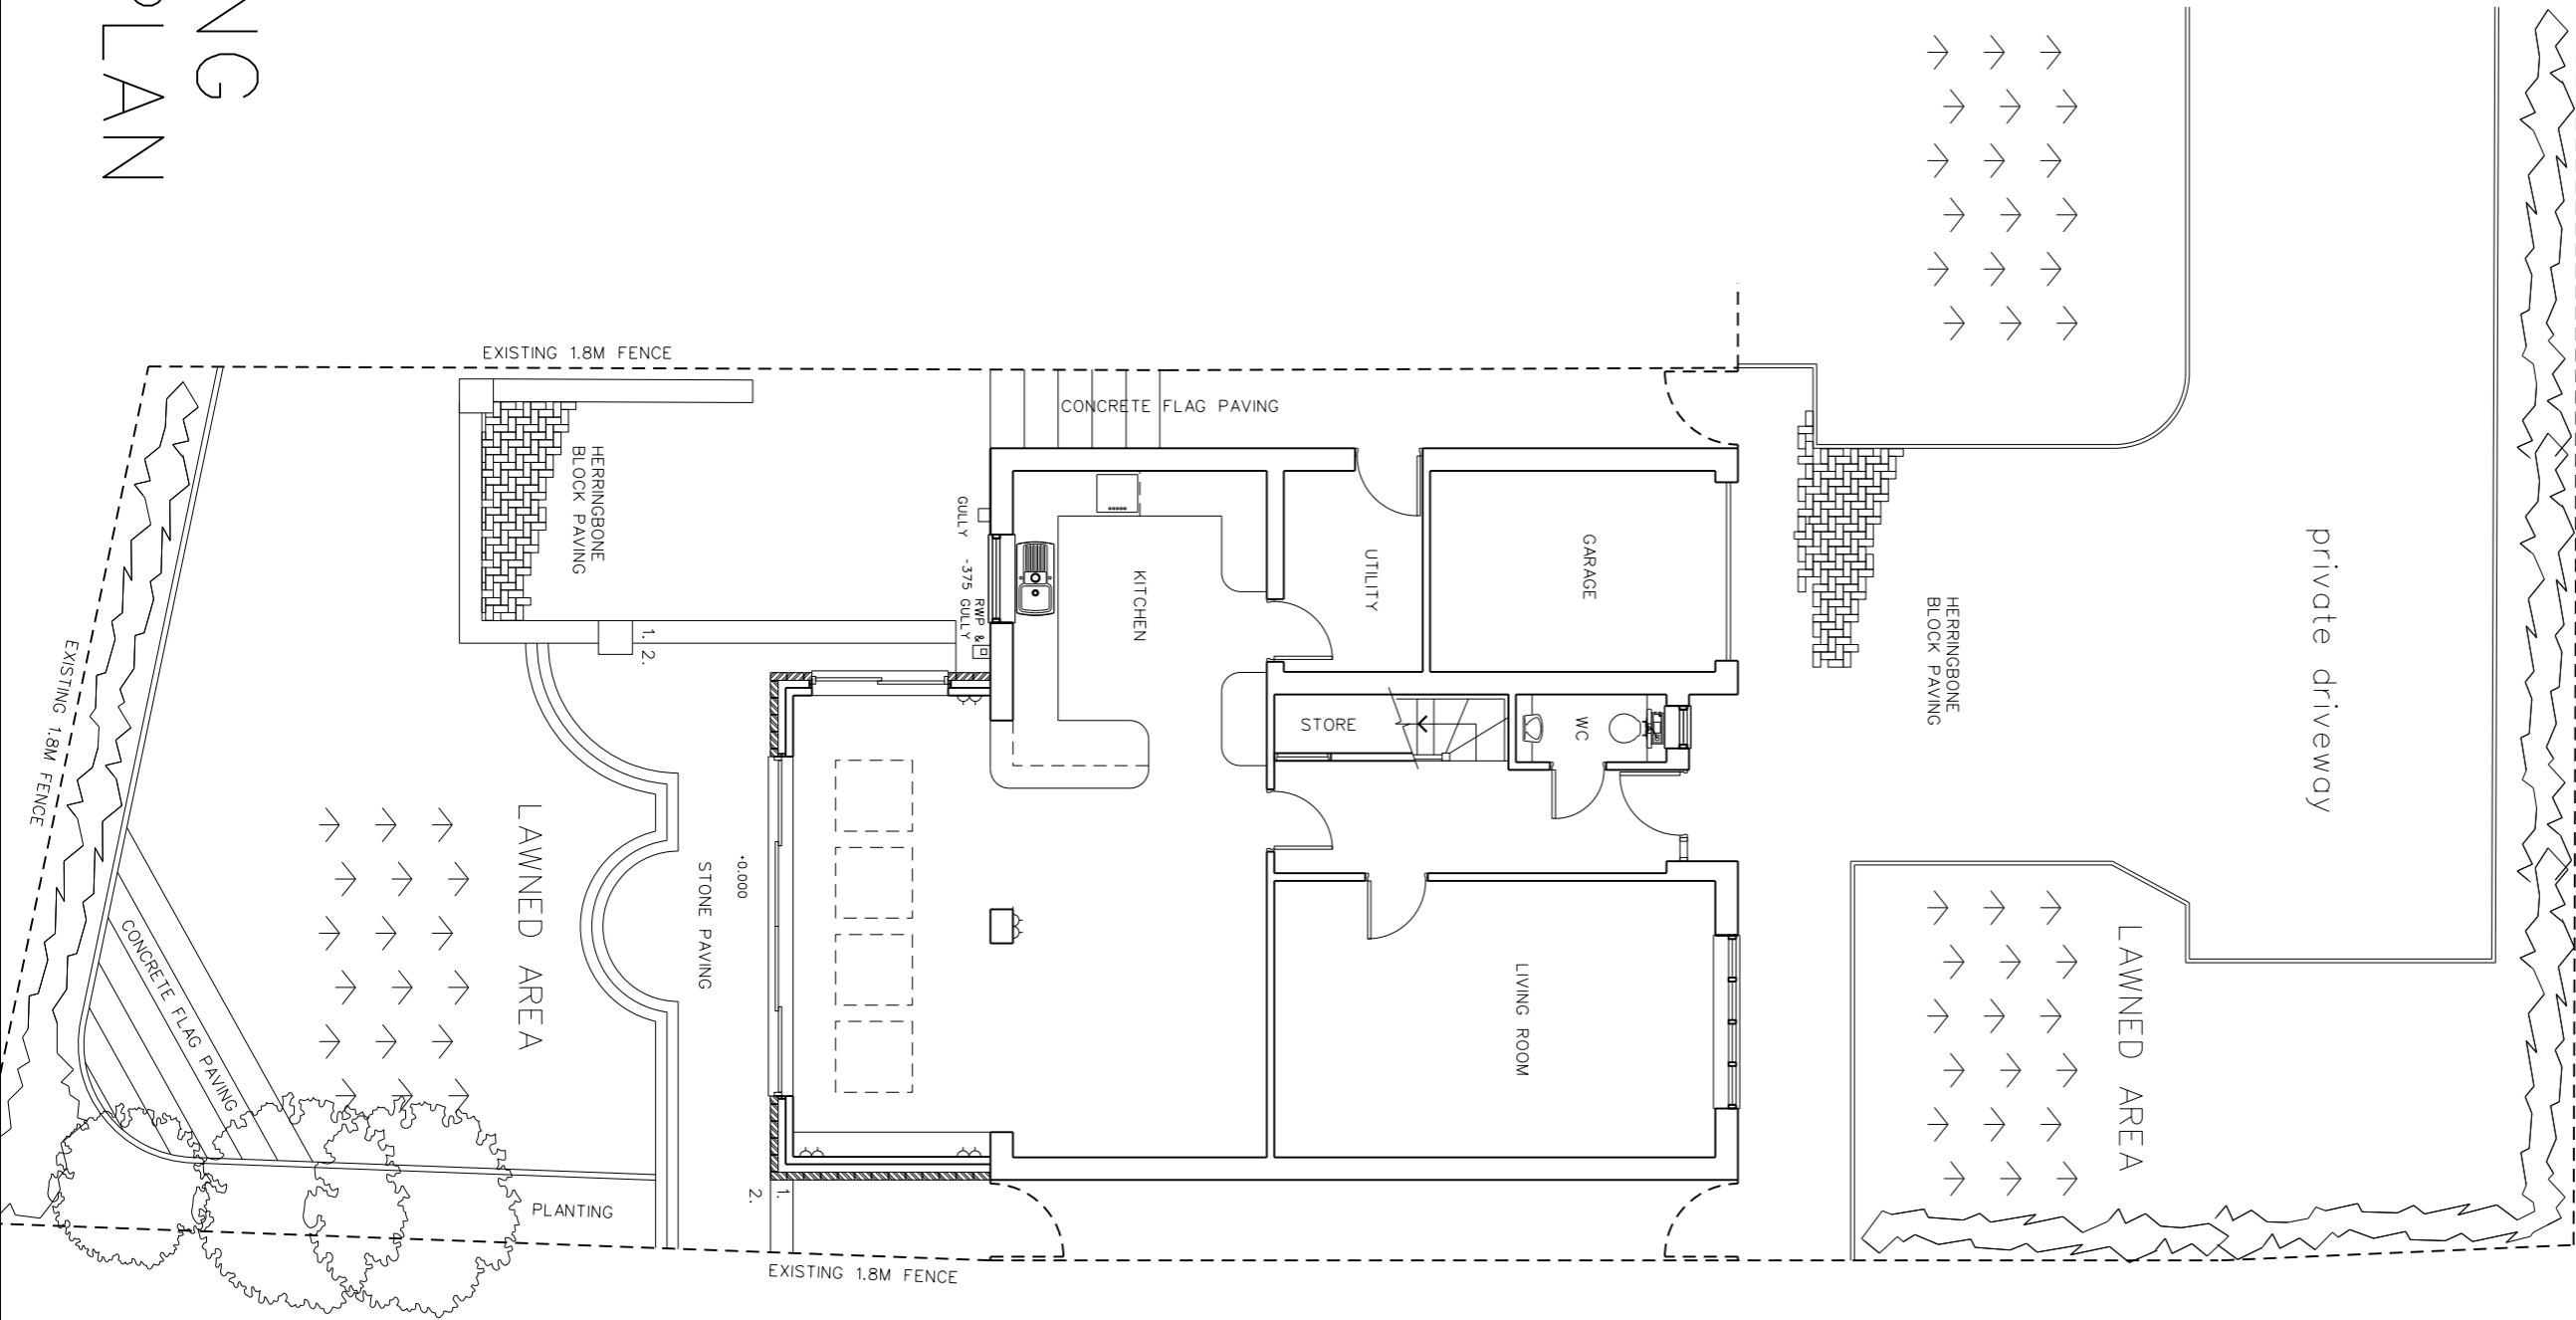 NG
PLAN
EXISTING 1.8M FENCE
CONCRETE FLAG PAVING
HERRINGBONE
BLOCK PAVING
GULLY
-375
RWP &
GULLY
KITCHEN
UTILITY
GARAGE
HERRINGBONE
BLOCK PAVING
private driveway
1.
2.
STORE
WC
EXISTING 1.8M FENCE
LAWNED AREA
STONE PAVING
+0.000
CONCRETE FLAG PAVING
LIVING ROOM
LAWNED AREA
PLANTING
1.
2.
EXISTING 1.8M FENCE